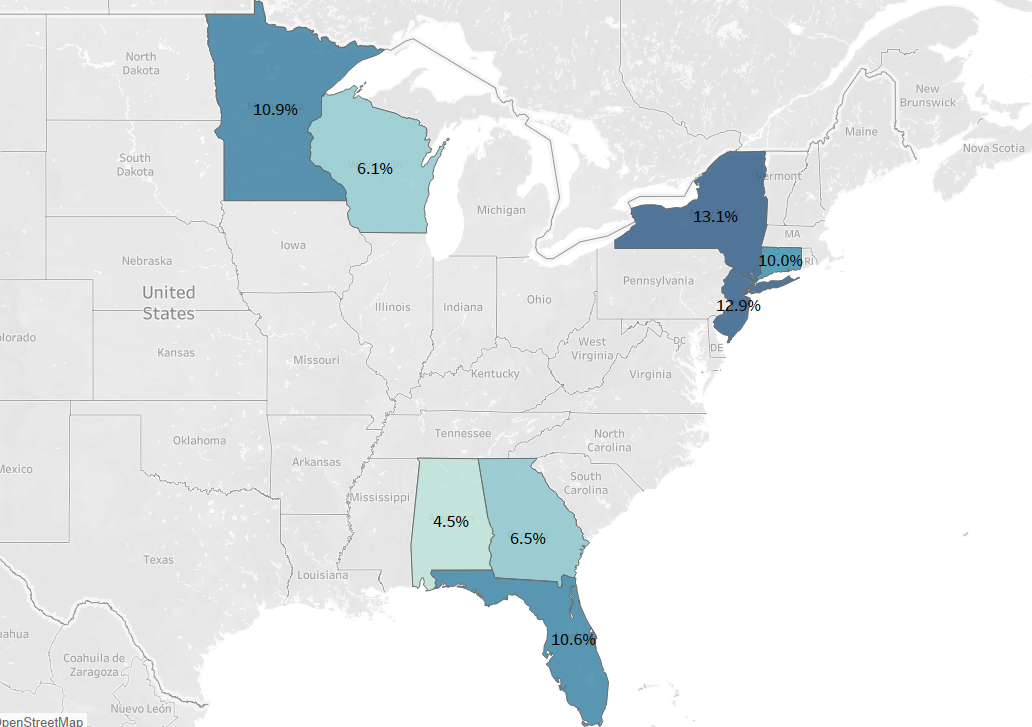 North
Dakota
New
Brunswick
10.9%
Maine
Nova Scotia
South
Dakota
6.1%
Vermont
Michigan
13.1%
MA
Iowa
Nebraska
10.0%
RI
Pennsylvania
United
States
Illinois
Indiana
Ohio
12.9%
olorado
Kansas
West
Virginia
DC
DE
Missouri
Kentucky
Virginia
Oklahoma
Tennessee
North
Carolina
Mexico
Arkansas
South
Carolina
Mississippi
4.5%
6.5%
Texas
Louisiana
ahua
10.6%
Coahuila de
Zaragoza
Nuevo León
OpenStreetMap